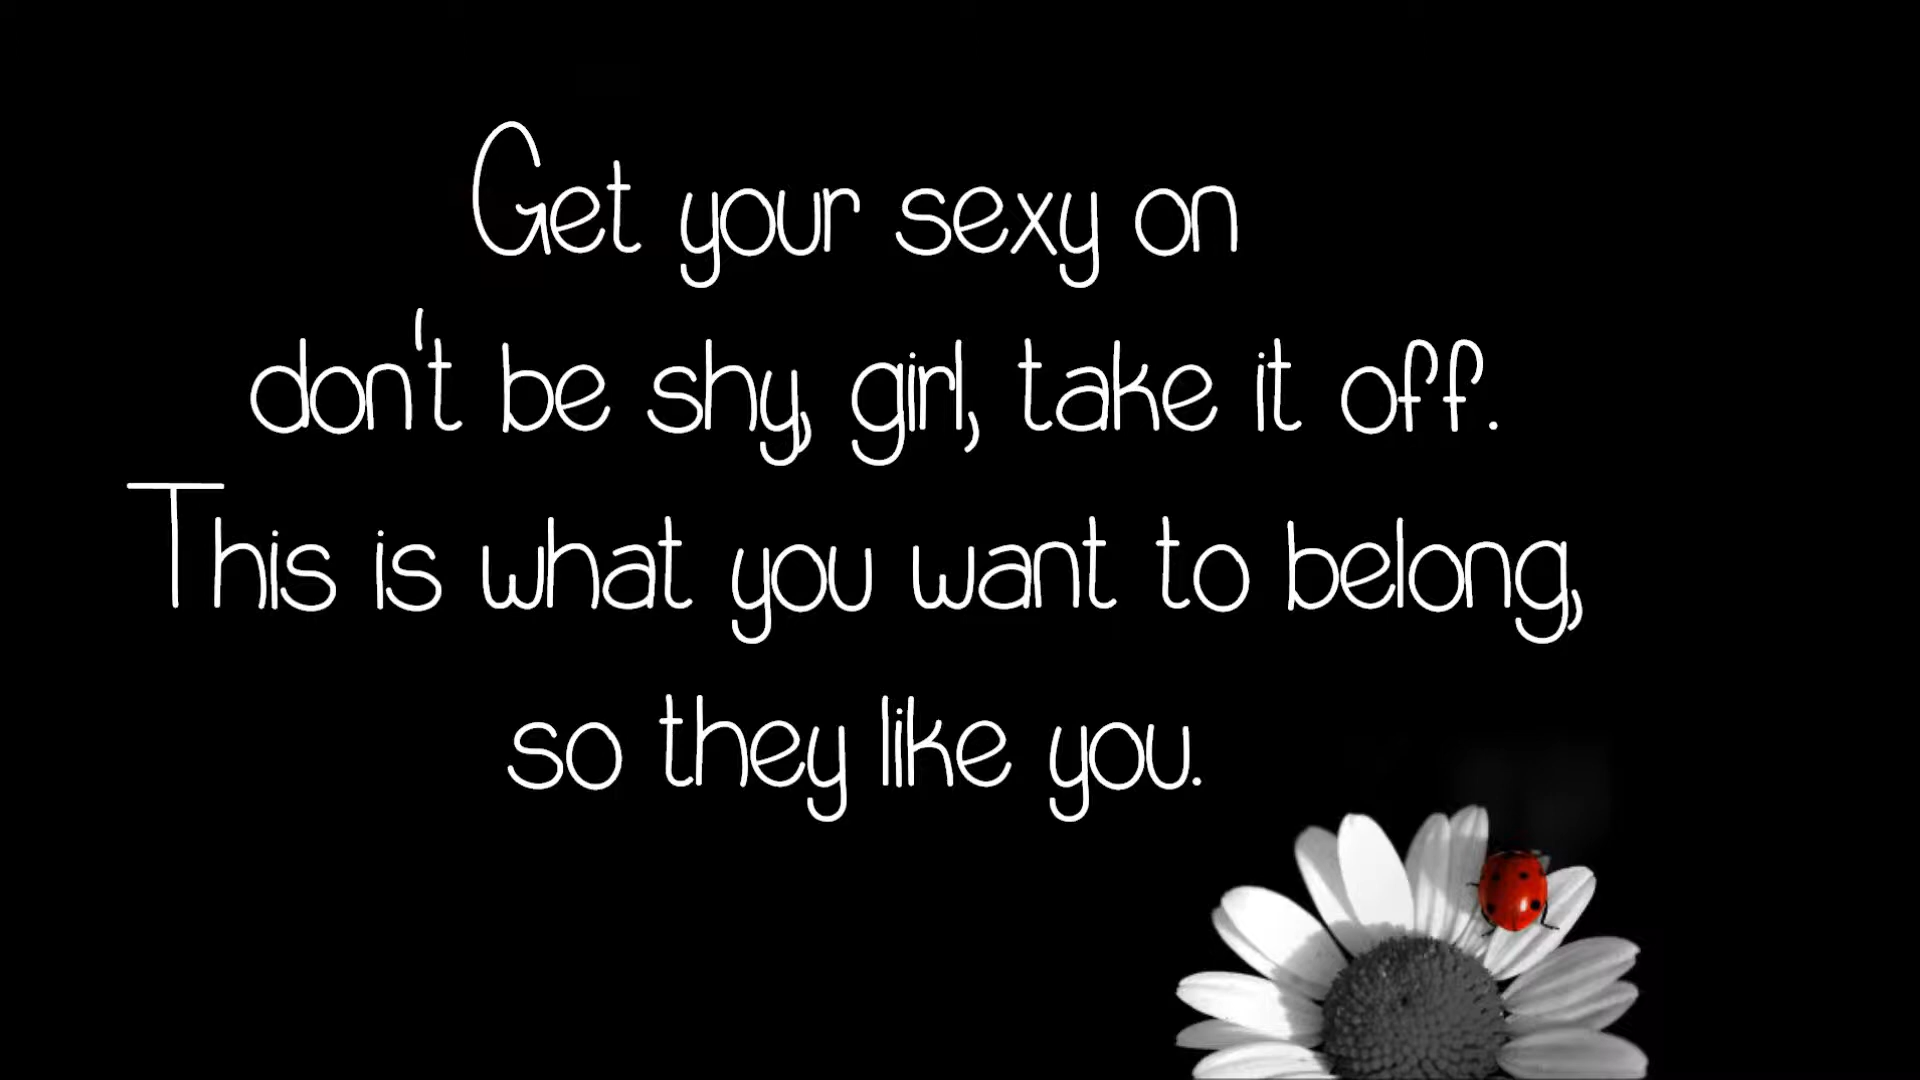 Get your sexy on
don't be shy, girl, take it off.
This is what you want to belong,
so they like you.